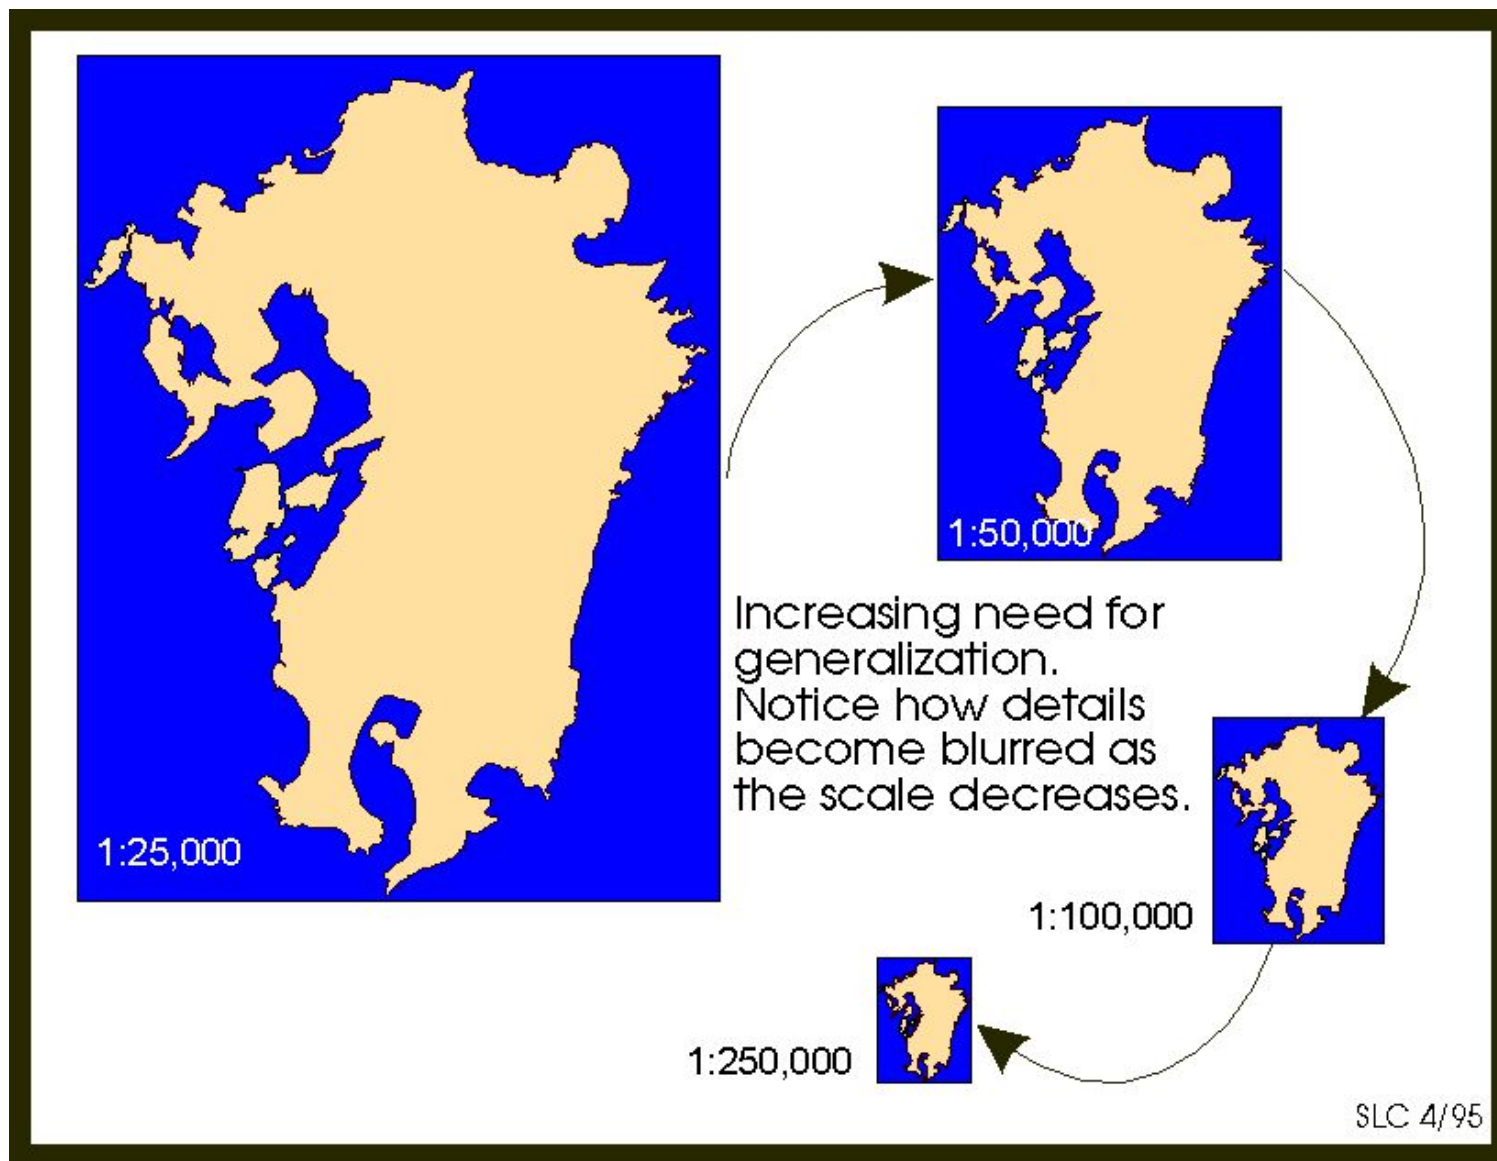 1:25,000
1:50,000
Increasing need for
generalization.
Notice how details
become blurred as
the scale decreases.
1:100,000
1:250,000
SLC 4/95